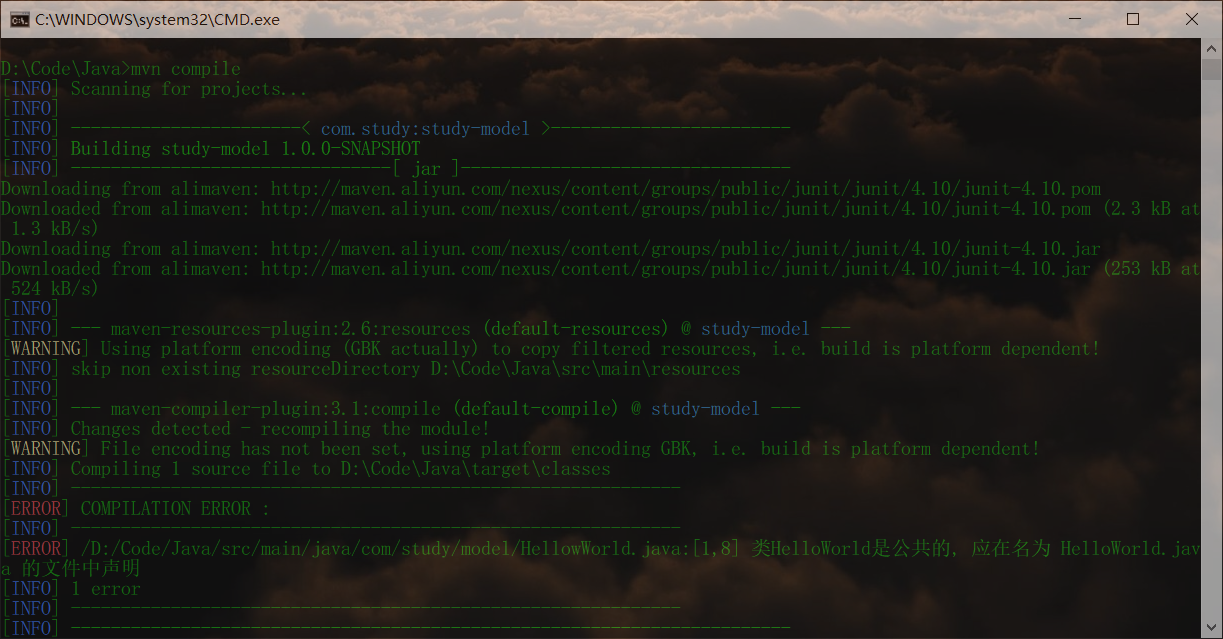 C:\WINDOWS\system32\CMD.exe
D:\Code\Java>mvn compile
[INFO] Scanning for projects...
[INFO]
[INFO] -----------------------< com.study:study-model >------------------------
[INFO] Building study-model 1.0.0-SNAPSHOT
[INFO] --------------------------------[ jar ]---------------------------------
Downloading from alimaven: http://maven.aliyun.com/nexus/content/groups/public/junit/junit/4.10/junit-4.10.pom
Downloaded from alimaven: http://maven.aliyun.com/nexus/content/groups/public/junit/junit/4.10/junit-4.10.pom (2.3 kB at
1.3 kB/s)
Downloading from alimaven: http://maven.aliyun.com/nexus/content/groups/public/junit/junit/4.10/junit-4.10.jar
Downloaded from alimaven: http://maven.aliyun.com/nexus/content/groups/public/junit/junit/4.10/junit-4.10.jar (253 kB at
524 kB/s)
[INFO]
[INFO] --- maven-resources-plugin:2.6:resources (default-resources) @ study-model ---
[WARNING] Using platform encoding (GBK actually) to copy filtered resources, i.e. build is platform dependent!
[INFO] skip non existing resourceDirectory D:\Code\Java\src\main\resources
[INFO]
[INFO] --- maven-compiler-plugin:3.1:compile (default-compile) @ study-model ---
[INFO] Changes detected - recompiling the module!
[WARNING] File encoding has not been set, using platform encoding GBK, i.e. build is platform dependent!
[INFO] Compiling 1 source file to D:\Code\Java\target\classes
[INFO] -------------------------------------------------------------
[ERROR] COMPILATION ERROR :
[INFO] -------------------------------------------------------------
[ERROR] /D:/Code/Java/src/main/java/com/study/model/HellowWorld.java:[1,8] 类HelloWorld是公共的, 应在名为 HelloWorld.jav
a 的文件中声明
[INFO] 1 error
[INFO] -------------------------------------------------------------
[INFO] ------------------------------------------------------------------------